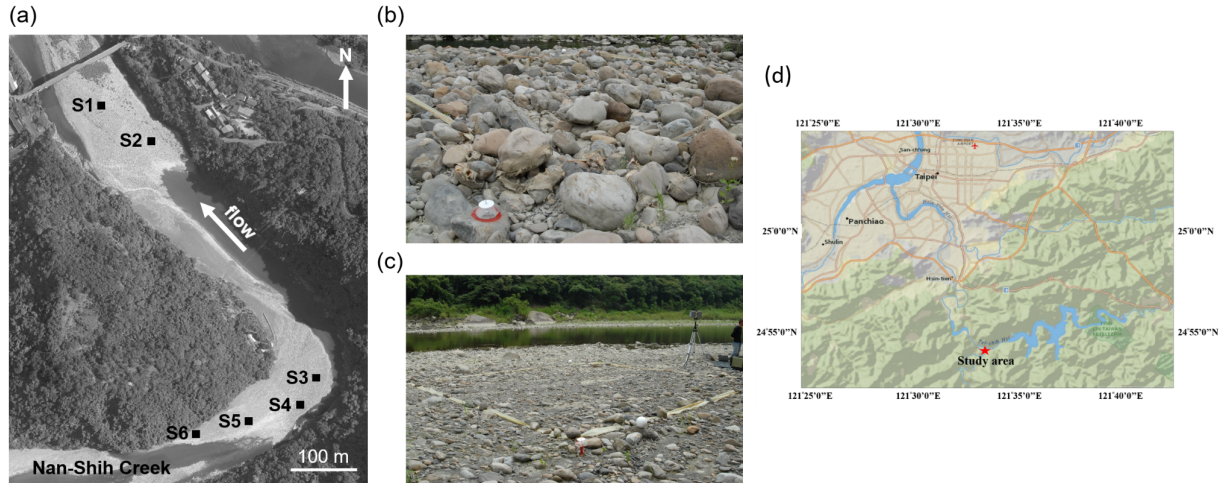 (a)
N
S1
S2
flow
S3
S4
S5
S6
100 m
Nan-Shih Creek
(b)
(c)
(d)
121°25'0"E
121°30'0"E
121°35'0"E
121°40'0"E
Taipei
Panchiao
Shulin
25°0'0"N
25°0'0"N
Hsin-tien
24°55'0"N
24°55'0"N
Study area
121°25'0"E
121°30'0"E
121°35'0"E
121°40'0"E